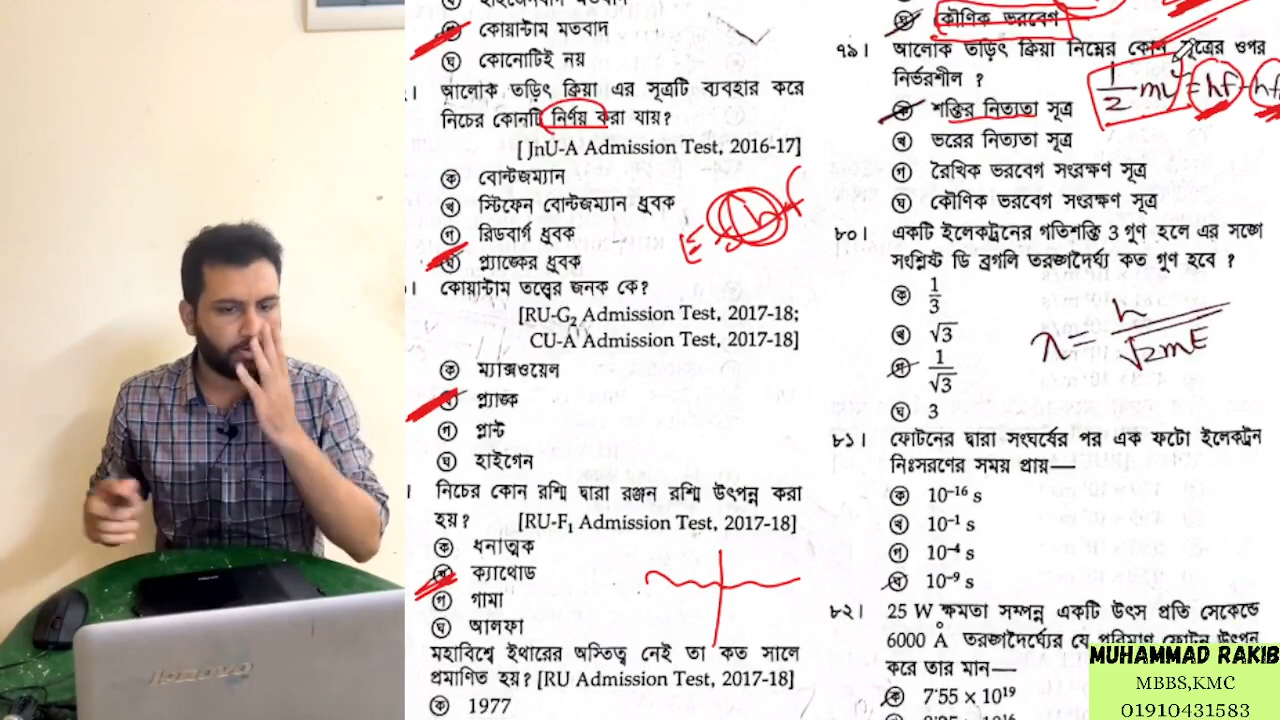 কোয়ান্টাম মতবাদ
ঘ কোনোটিই নয়
আলোক তড়িৎ ক্রিয়া এর সূত্রটি ব্যবহার করে
নিচের কোনটি নির্ণয় করা যায়?
[ JnU-A Admission Test, 2016-17]
ক বোল্টজম্যান
খ স্টিফেন বোল্টজম্যান ধ্রুবক
গ রিডবার্গ ধ্রুবক
ঘ প্ল্যাঙ্কের ধ্রুবক
E = hf
কোয়ান্টাম তত্ত্বের জনক কে?
[RU-G₂ Admission Test, 2017-18;
CU-A Admission Test, 2017-18]
ক ম্যাক্সওয়েল
খ প্ল্যাঙ্ক
গ প্লান্ট
ঘ হাইগেন
নিচের কোন রশ্মি দ্বারা রঞ্জন রশ্মি উৎপন্ন করা
হয়? [RU-F₁ Admission Test, 2017-18]
ক ধনাত্মক
খ ক্যাথোড
গ গামা
ঘ আলফা
মহাবিশ্বে ইথারের অস্তিত্ব নেই তা কত সালে
প্রমাণিত হয়? [RU Admission Test, 2017-18]
ক 1977
ঘ কৌণিক ভরবেগ
৭৯। আলোক তড়িৎ ক্রিয়া নিম্নের কোন সূত্রের ওপর
নির্ভরশীল ?
ক শক্তির নিত্যতা সূত্র
খ ভরের নিত্যতা সূত্র
গ রৈখিক ভরবেগ সংরক্ষণ সূত্র
ঘ কৌণিক ভরবেগ সংরক্ষণ সূত্র
৮০। একটি ইলেকট্রনের গতিশক্তি 3 গুণ হলে এর সঙ্গে
সংশ্লিষ্ট ডি ব্রগলি তরঙ্গদৈর্ঘ্য কত গুণ হবে ?
ক 1/3
খ √3
গ 1/√3
ঘ 3
λ = h/√2mE
৮১। ফোটনের দ্বারা সংঘর্ষের পর এক ফটো ইলেকট্রন
নিঃসরণের সময় প্রায়—
ক 10⁻¹⁶ s
খ 10⁻¹ s
গ 10⁻⁴ s
ঘ 10⁻⁹ s
৮২। 25 W ক্ষমতা সম্পন্ন একটি উৎস প্রতি সেকেন্ডে
6000 Å তরঙ্গদৈর্ঘ্যের যে পরিমাণ ফোটন উৎপন্ন
করে তার মান—
ক 7·55 × 10¹⁹
MUHAMMAD RAKIB
MBBS,KMC
01910431583